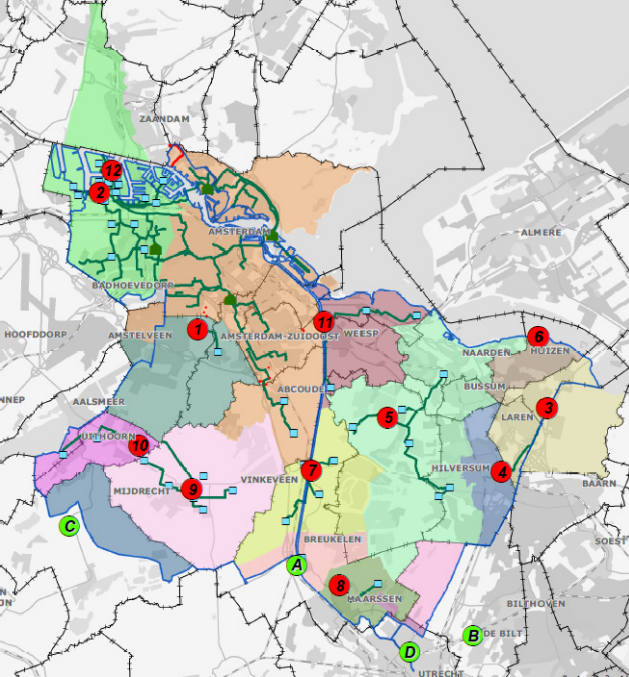 ZAANDAM
12
2
AMSTERDAM
ALMERE
BADHOEVEDORP
HOOFDDORP
AMSTELVEEN
1
AMSTERDAM-ZUIDOOST
11
WEESP
6
NAARDEN
HUIZEN
BUSSUM
ABCOUDE
NNEP
AALSMEER
5
LAREN
3
UITHOORN
10
HILVERSUM
4
BAARN
MIJDRECHT
9
VINKEVEEN
7
C
BREUKELEN
SOEST
A
8
MAARSSEN
BILTHOVEN
B
DE BILT
D
UTRECHT